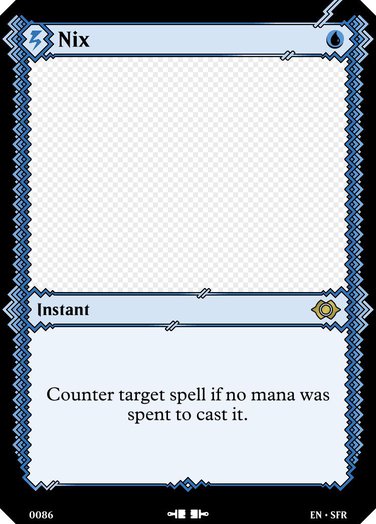 Nix
Instant
Counter target spell if no mana was
spent to cast it.
0086
EN • SFR